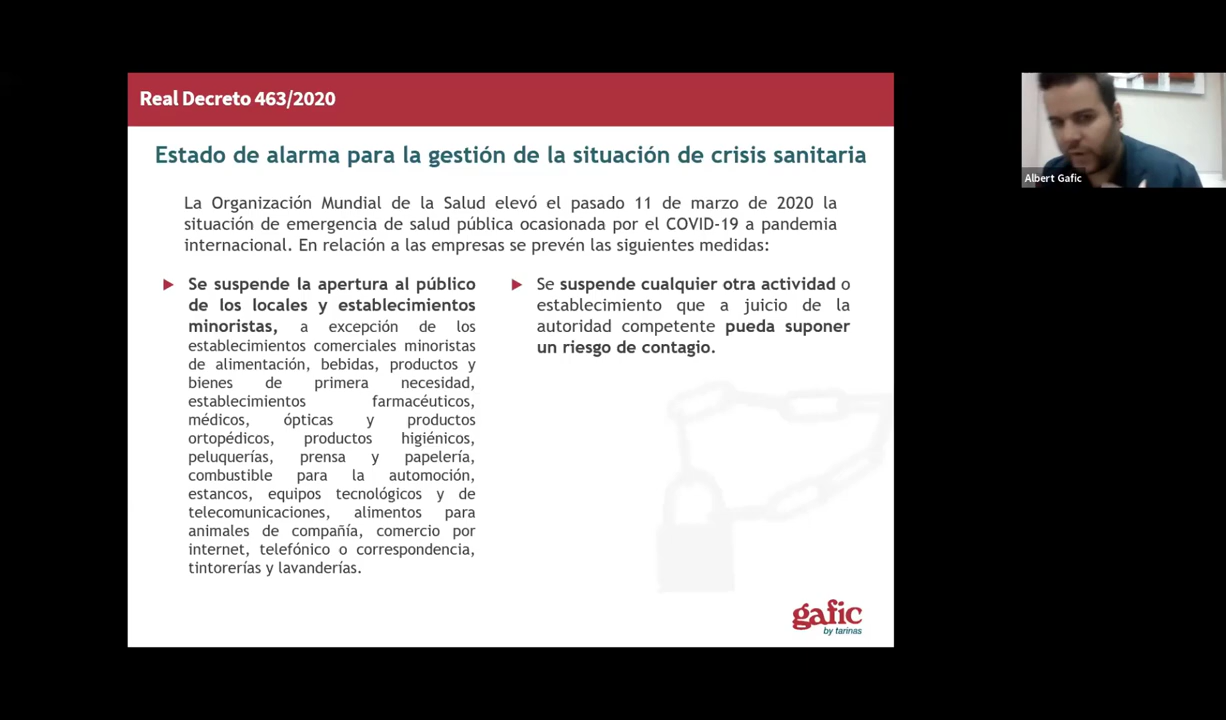 Real Decreto 463/2020
Estado de alarma para la gestión de la situación de crisis sanitaria
La Organización Mundial de la Salud elevó el pasado 11 de marzo de 2020 la
situación de emergencia de salud pública ocasionada por el COVID-19 a pandemia
internacional. En relación a las empresas se prevén las siguientes medidas:
Se suspende la apertura al público
de los locales y establecimientos
minoristas, a excepción de los
establecimientos comerciales minoristas
de alimentación, bebidas, productos y
bienes de primera necesidad,
establecimientos farmacéuticos,
médicos, ópticas y productos
ortopédicos, productos higiénicos,
peluquerías, prensa y papelería,
combustible para la automoción,
estancos, equipos tecnológicos y de
telecomunicaciones, alimentos para
animales de compañía, comercio por
internet, telefónico o correspondencia,
tintorerías y lavanderías.
Se suspende cualquier otra actividad o
establecimiento que a juicio de la
autoridad competente pueda suponer
un riesgo de contagio.
gafic
by tarinas
Albert Gafic